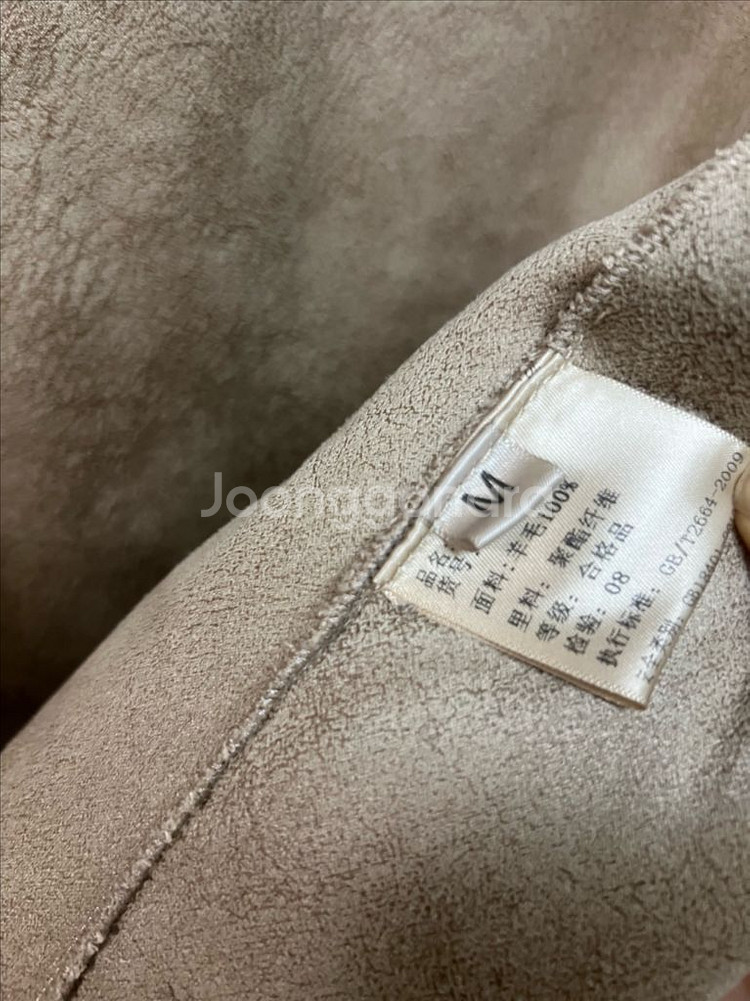 Joonggonara
M
品名
货号
面料:羊毛100%
里料: 聚酯纤维
等级: 合格品
检验: 08
执行标准: GB/T2664-2009